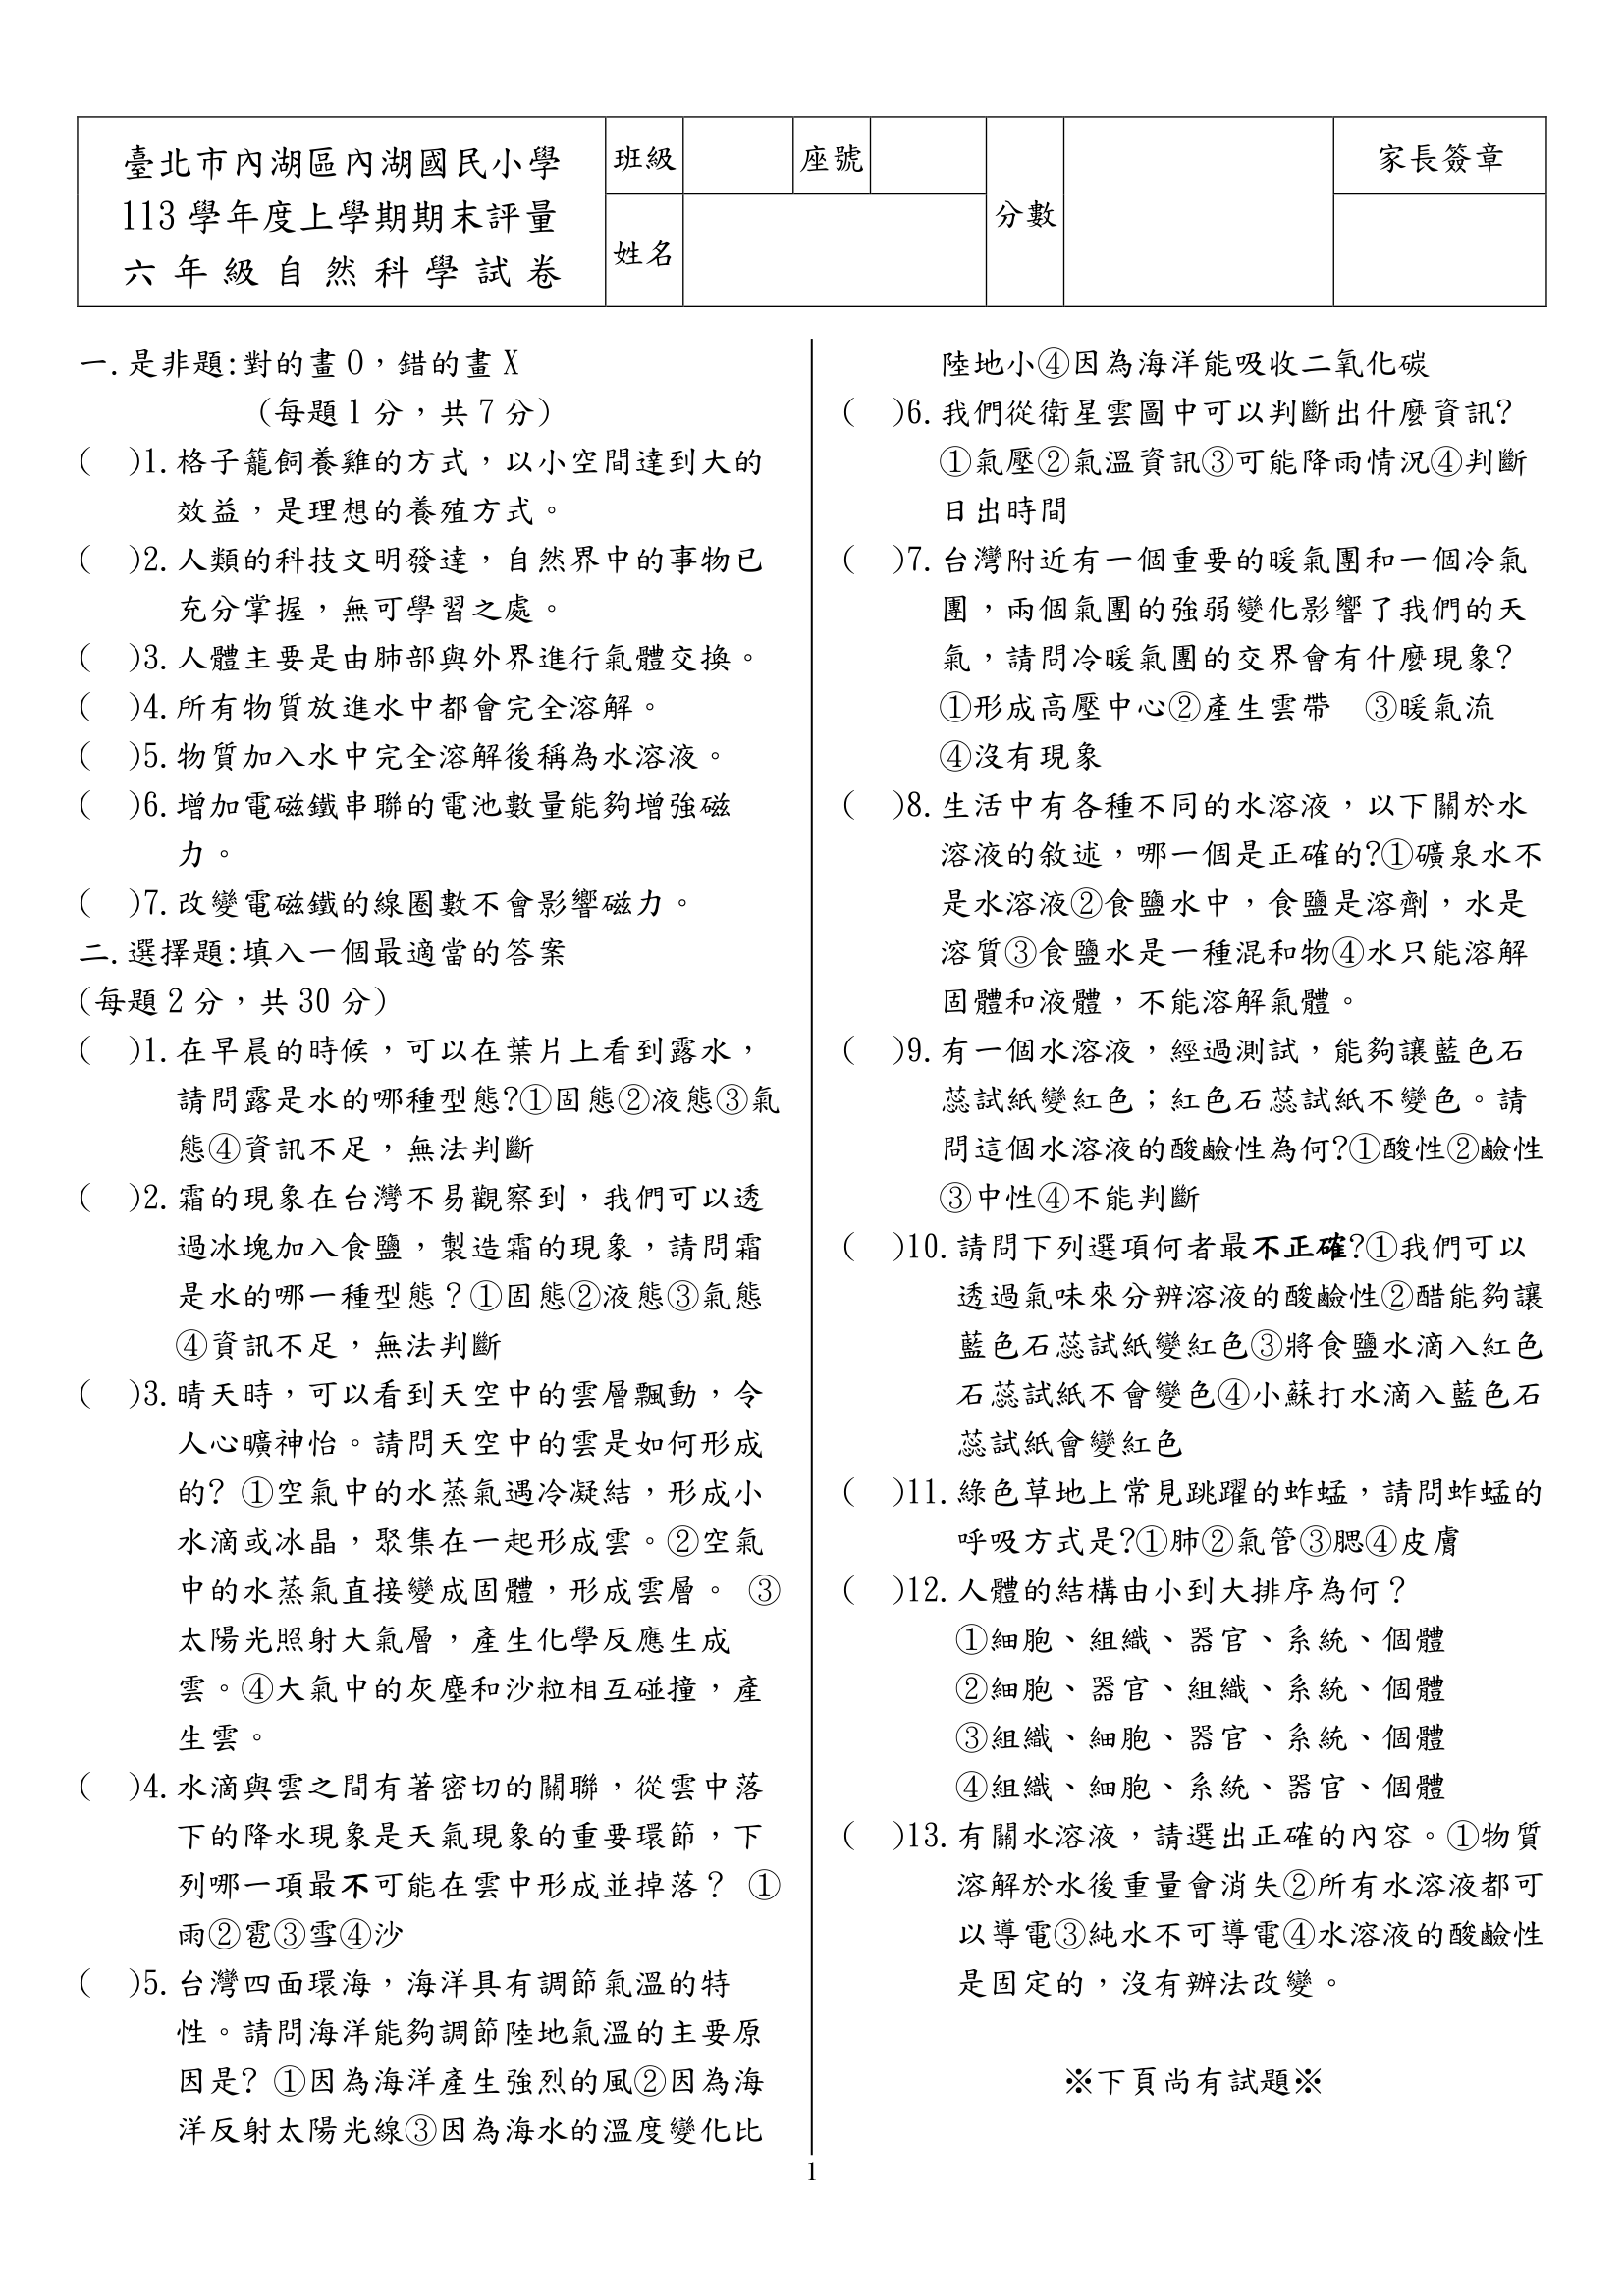 臺北市內湖區內湖國民小學
113 學年度上學期期末評量
六 年 級 自 然 科 學 試 卷
班級
座號
姓名
分數
家長簽章
一.是非題:對的畫 O，錯的畫 X
(每題 1 分，共 7 分)
(　)1.格子籠飼養雞的方式，以小空間達到大的
效益，是理想的養殖方式。
(　)2.人類的科技文明發達，自然界中的事物已
充分掌握，無可學習之處。
(　)3.人體主要是由肺部與外界進行氣體交換。
(　)4.所有物質放進水中都會完全溶解。
(　)5.物質加入水中完全溶解後稱為水溶液。
(　)6.增加電磁鐵串聯的電池數量能夠增強磁
力。
(　)7.改變電磁鐵的線圈數不會影響磁力。
二.選擇題:填入一個最適當的答案
(每題 2 分，共 30 分)
(　)1.在早晨的時候，可以在葉片上看到露水，
請問露是水的哪種型態?①固態②液態③氣
態④資訊不足，無法判斷
(　)2.霜的現象在台灣不易觀察到，我們可以透
過冰塊加入食鹽，製造霜的現象，請問霜
是水的哪一種型態？①固態②液態③氣態
④資訊不足，無法判斷
(　)3.晴天時，可以看到天空中的雲層飄動，令
人心曠神怡。請問天空中的雲是如何形成
的? ①空氣中的水蒸氣遇冷凝結，形成小
水滴或冰晶，聚集在一起形成雲。②空氣
中的水蒸氣直接變成固體，形成雲層。 ③
太陽光照射大氣層，產生化學反應生成
雲。④大氣中的灰塵和沙粒相互碰撞，產
生雲。
(　)4.水滴與雲之間有著密切的關聯，從雲中落
下的降水現象是天氣現象的重要環節，下
列哪一項最不可能在雲中形成並掉落？ ①
雨②雹③雪④沙
(　)5.台灣四面環海，海洋具有調節氣溫的特
性。請問海洋能夠調節陸地氣溫的主要原
因是? ①因為海洋產生強烈的風②因為海
洋反射太陽光線③因為海水的溫度變化比
陸地小④因為海洋能吸收二氧化碳
(　)6.我們從衛星雲圖中可以判斷出什麼資訊?
①氣壓②氣溫資訊③可能降雨情況④判斷
日出時間
(　)7.台灣附近有一個重要的暖氣團和一個冷氣
團，兩個氣團的強弱變化影響了我們的天
氣，請問冷暖氣團的交界會有什麼現象?
①形成高壓中心②產生雲帶　③暖氣流
④沒有現象
(　)8.生活中有各種不同的水溶液，以下關於水
溶液的敘述，哪一個是正確的?①礦泉水不
是水溶液②食鹽水中，食鹽是溶劑，水是
溶質③食鹽水是一種混和物④水只能溶解
固體和液體，不能溶解氣體。
(　)9.有一個水溶液，經過測試，能夠讓藍色石
蕊試紙變紅色；紅色石蕊試紙不變色。請
問這個水溶液的酸鹼性為何?①酸性②鹼性
③中性④不能判斷
(　)10.請問下列選項何者最不正確?①我們可以
透過氣味來分辨溶液的酸鹼性②醋能夠讓
藍色石蕊試紙變紅色③將食鹽水滴入紅色
石蕊試紙不會變色④小蘇打水滴入藍色石
蕊試紙會變紅色
(　)11.綠色草地上常見跳躍的蚱蜢，請問蚱蜢的
呼吸方式是?①肺②氣管③腮④皮膚
(　)12.人體的結構由小到大排序為何？
①細胞、組織、器官、系統、個體
②細胞、器官、組織、系統、個體
③組織、細胞、器官、系統、個體
④組織、細胞、系統、器官、個體
(　)13.有關水溶液，請選出正確的內容。①物質
溶解於水後重量會消失②所有水溶液都可
以導電③純水不可導電④水溶液的酸鹼性
是固定的，沒有辦法改變。
※下頁尚有試題※
1